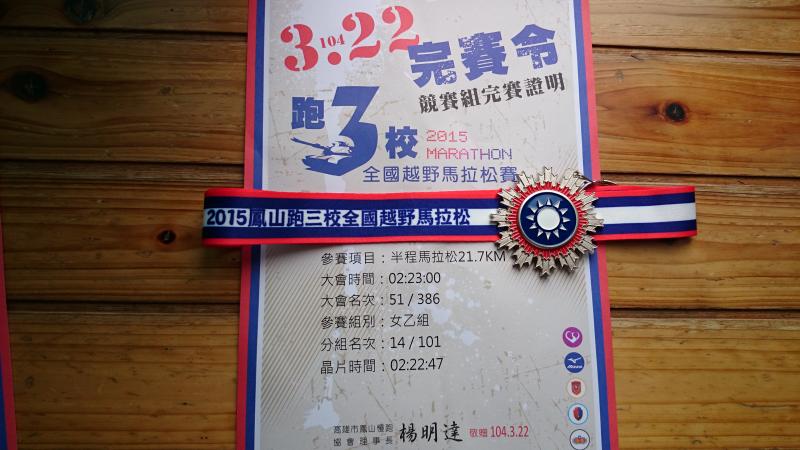 3.22
104
完賽令
競賽組完賽證明
跑3校
2015
MARATHON
全國越野馬拉松賽
2015鳳山跑三校全國越野馬拉松
參賽項目：半程馬拉松21.7KM
大會時間：02:23:00
大會名次：51 / 386
參賽組別：女乙組
分組名次：14 / 101
晶片時間：02:22:47
高雄市鳳山慢跑
協會理事長
楊明達
敬贈 104.3.22